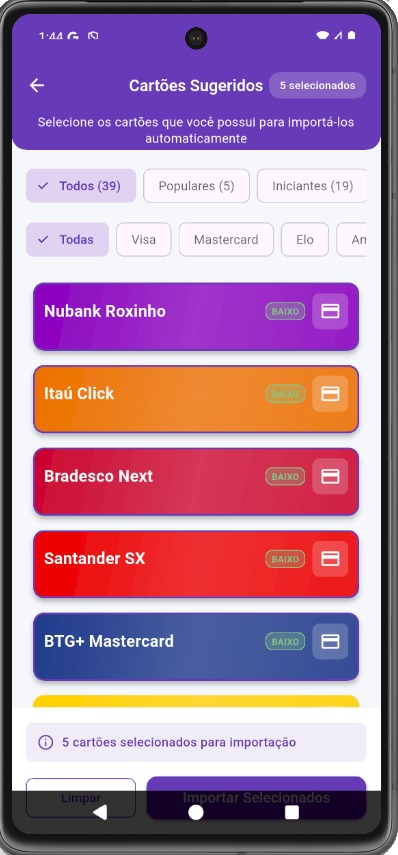 1:44
Cartões Sugeridos
5 selecionados
Selecione os cartões que você possui para importá-los
automaticamente
Todos (39)
Populares (5)
Iniciantes (19)
Todas
Visa
Mastercard
Elo
Am
Nubank Roxinho
BAIXO
Itaú Click
BAIXO
Bradesco Next
BAIXO
Santander SX
BAIXO
BTG+ Mastercard
BAIXO
5 cartões selecionados para importação
Limpar
Importar Selecionados